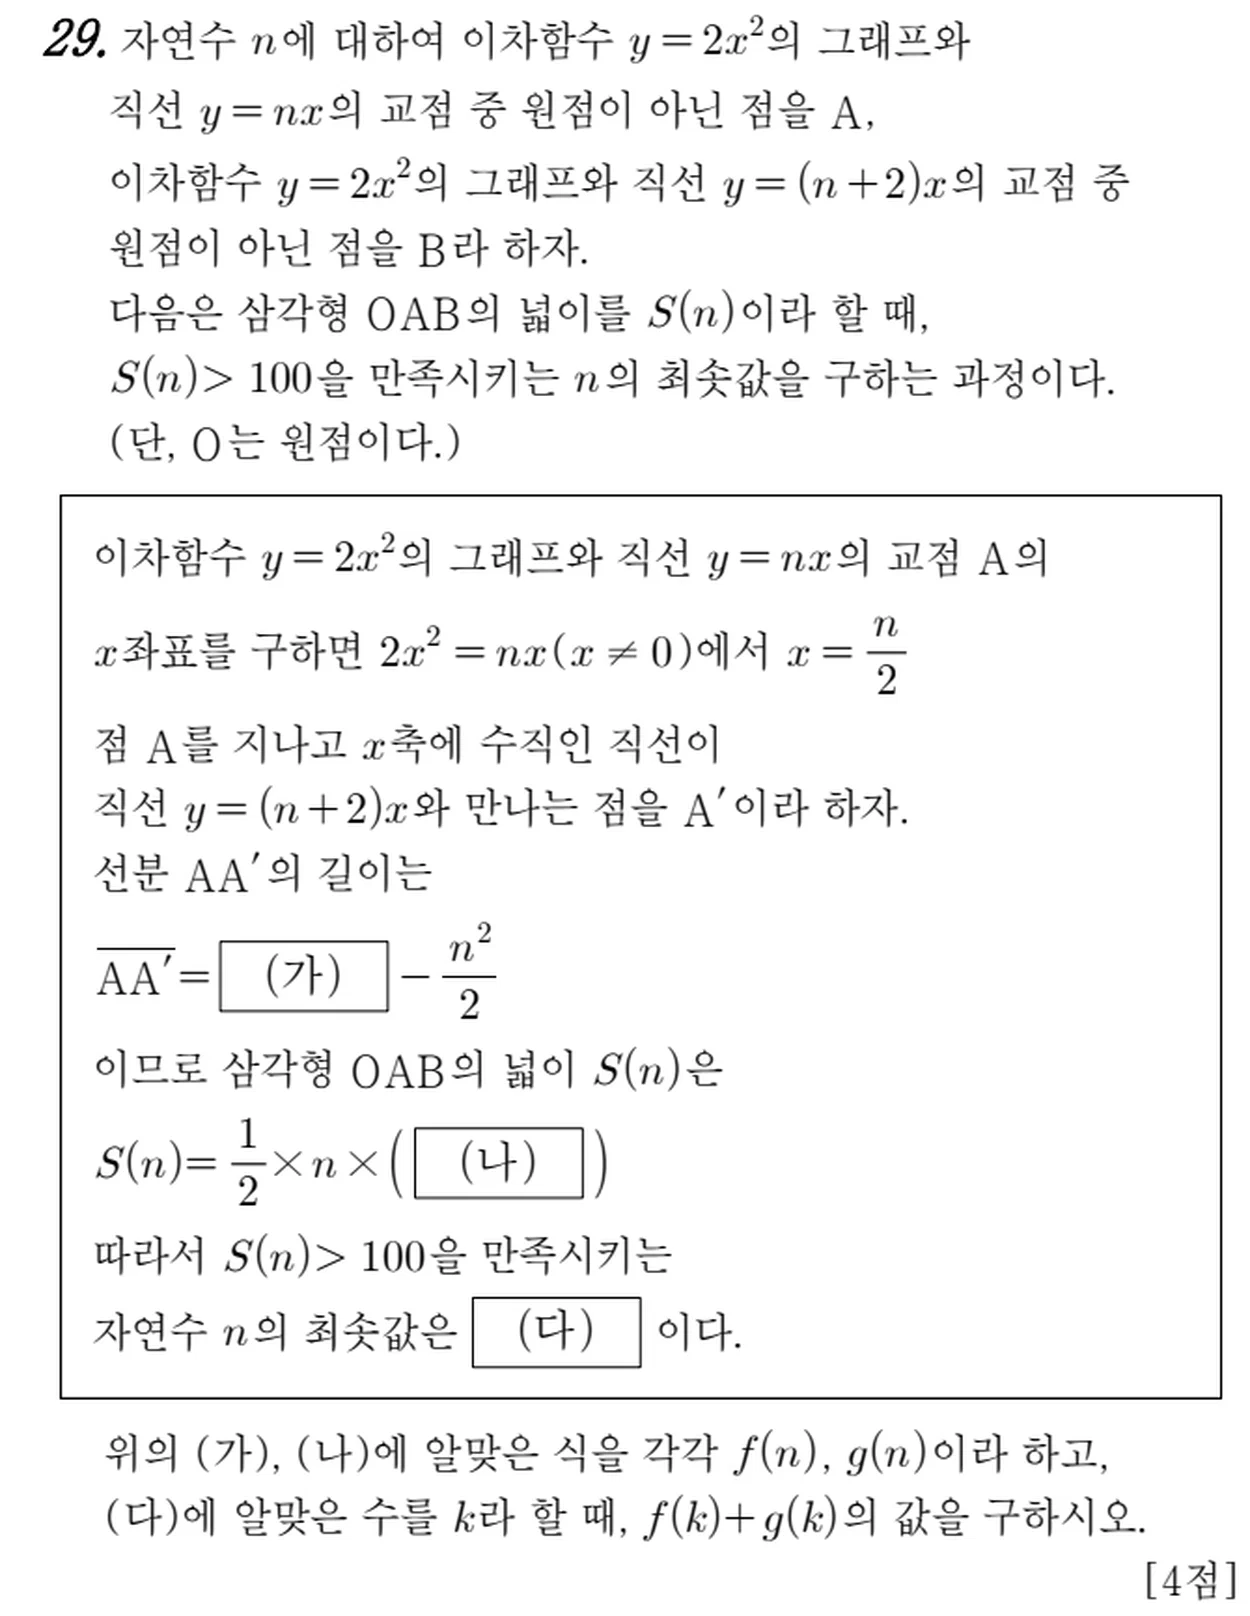 29. 자연수 n에 대하여 이차함수 y = 2x²의 그래프와
직선 y = nx의 교점 중 원점이 아닌 점을 A,
이차함수 y = 2x²의 그래프와 직선 y = (n+2)x의 교점 중
원점이 아닌 점을 B라 하자.
다음은 삼각형 OAB의 넓이를 S(n)이라 할 때,
S(n)> 100을 만족시키는 n의 최솟값을 구하는 과정이다.
(단, O는 원점이다.)
이차함수 y = 2x²의 그래프와 직선 y = nx의 교점 A의
x좌표를 구하면 2x² = nx(x ≠ 0)에서 x = n/2
점 A를 지나고 x축에 수직인 직선이
직선 y = (n+2)x와 만나는 점을 A′이라 하자.
선분 AA′의 길이는
A̅A̅′̅ = (가) − n²/2
이므로 삼각형 OAB의 넓이 S(n)은
S(n)= 1/2 × n × ( (나) )
따라서 S(n)> 100을 만족시키는
자연수 n의 최솟값은 (다) 이다.
위의 (가), (나)에 알맞은 식을 각각 f(n), g(n)이라 하고,
(다)에 알맞은 수를 k라 할 때, f(k)+g(k)의 값을 구하시오.
[4점]